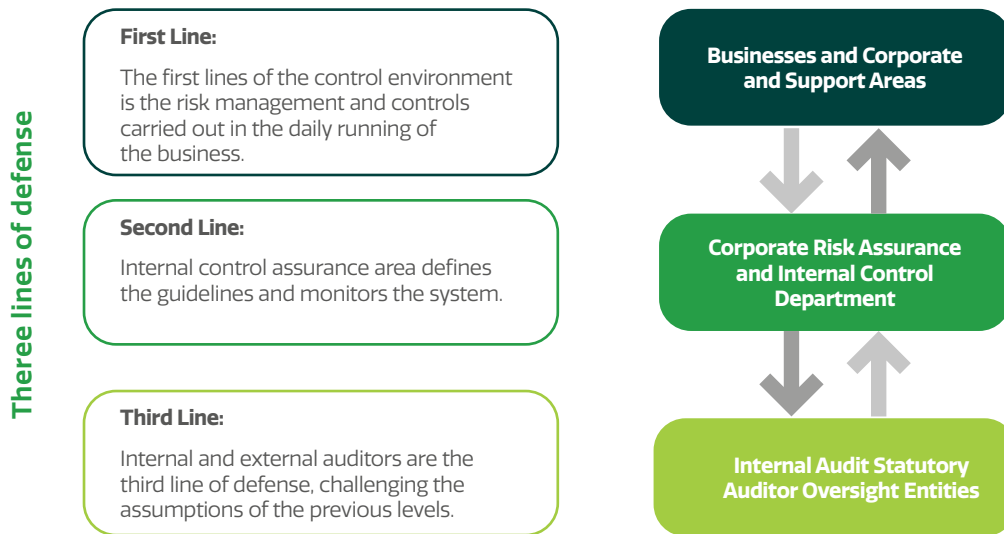 Theree lines of defense
First Line:
The first lines of the control environment
is the risk management and controls
carried out in the daily running of
the business.
Businesses and Corporate
and Support Areas
Second Line:
Internal control assurance area defines
the guidelines and monitors the system.
Corporate Risk Assurance
and Internal Control
Department
Third Line:
Internal and external auditors are the
third line of defense, challenging the
assumptions of the previous levels.
Internal Audit Statutory
Auditor Oversight Entities